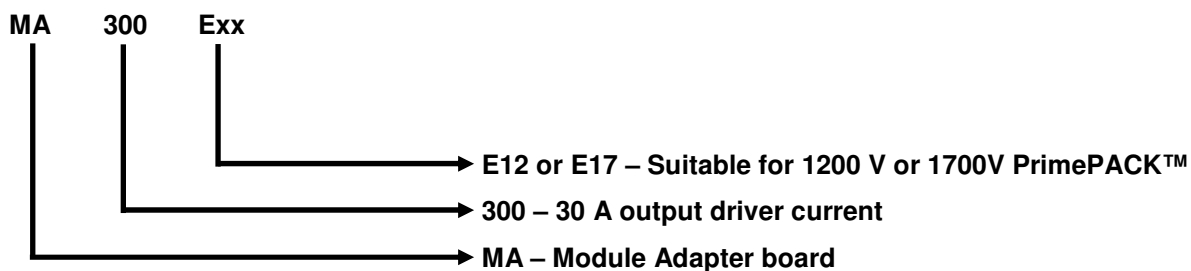 MA 300 Exx
E12 or E17 – Suitable for 1200 V or 1700V PrimePACK™
300 – 30 A output driver current
MA – Module Adapter board